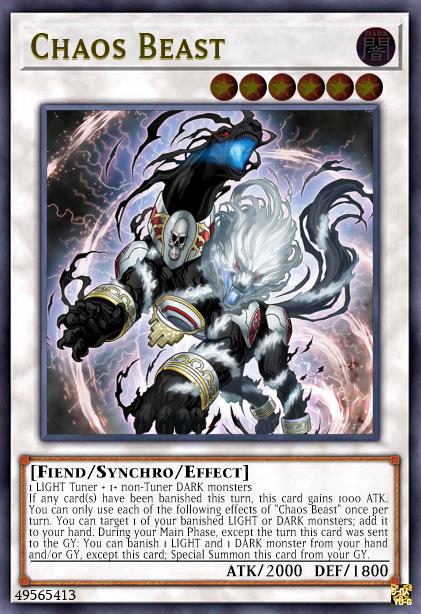 CHAOS BEAST
DARK
闇
[FIEND/SYNCHRO/EFFECT]
1 LIGHT Tuner + 1+ non-Tuner DARK monsters
If any card(s) have been banished this turn, this card gains 1000 ATK.
You can only use each of the following effects of "Chaos Beast" once per
turn. You can target 1 of your banished LIGHT or DARK monsters; add it
to your hand. During your Main Phase, except the turn this card was sent
to the GY: You can banish 1 LIGHT and 1 DARK monster from your hand
and/or GY, except this card; Special Summon this card from your GY.
ATK/2000 DEF/1800
49565413